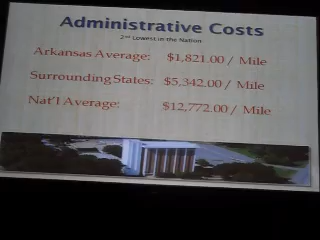 Administrative Costs
2nd Lowest in the Nation
Arkansas Average: $1,821.00 / Mile
Surrounding States: $5,342.00 / Mile
Nat'l Average: $12,772.00 / Mile